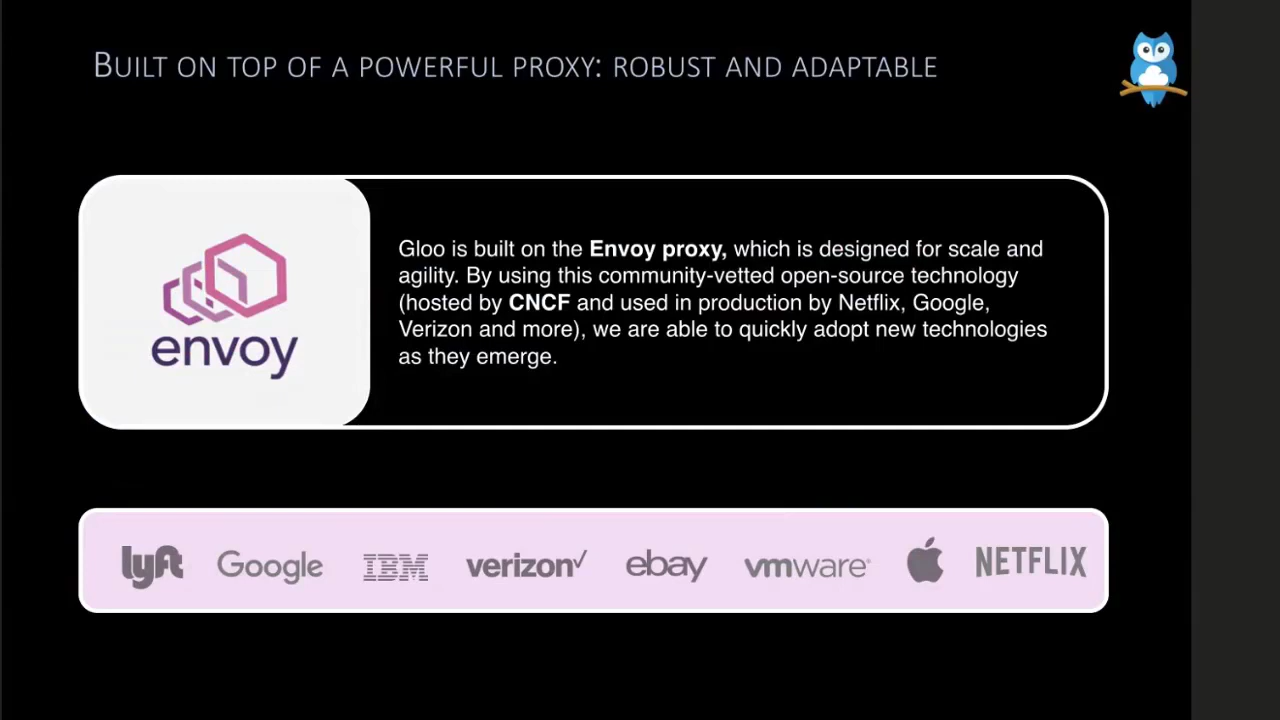 BUILT ON TOP OF A POWERFUL PROXY: ROBUST AND ADAPTABLE
envoy
Gloo is built on the Envoy proxy, which is designed for scale and
agility. By using this community-vetted open-source technology
(hosted by CNCF and used in production by Netflix, Google,
Verizon and more), we are able to quickly adopt new technologies
as they emerge.
lyft Google IBM verizon✓ ebay vmware® NETFLIX